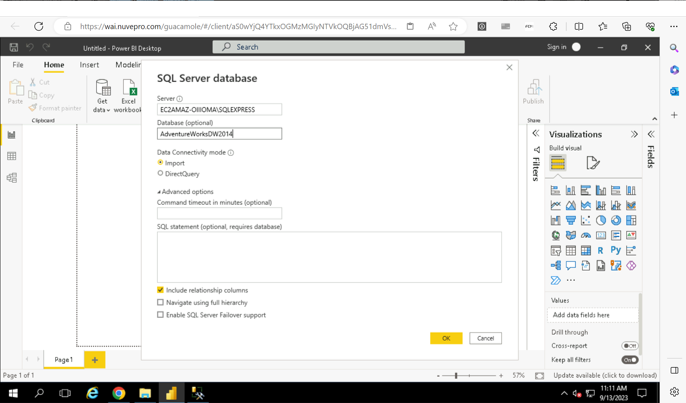 https://wai.nuvepro.com/guacamole/#/client/aS0wYjQ4YTkxOGMzMGIyNTVkOQBjAG51dmVs...
Untitled - Power BI Desktop
Search
Sign in
File
Home
Insert
Modelin
Paste
Cut
Copy
Format painter
Clipboard
Get
data
Excel
workbook
Publish
Share
SQL Server database
Server
EC2AMAZ-OIIIOMA\SQLEXPRESS
Database (optional)
AdventureWorksDW2014
Data Connectivity mode
Import
DirectQuery
Advanced options
Command timeout in minutes (optional)
SQL statement (optional, requires database)
Include relationship columns
Navigate using full hierarchy
Enable SQL Server Failover support
OK
Cancel
Filters
Visualizations
Build visual
Fields
R
Py
Values
Add data fields here
Drill through
Cross-report
Off
Keep all filters
On
Page 1
Page 1 of 1
57%
Update available (click to download)
11:11 AM
9/13/2023